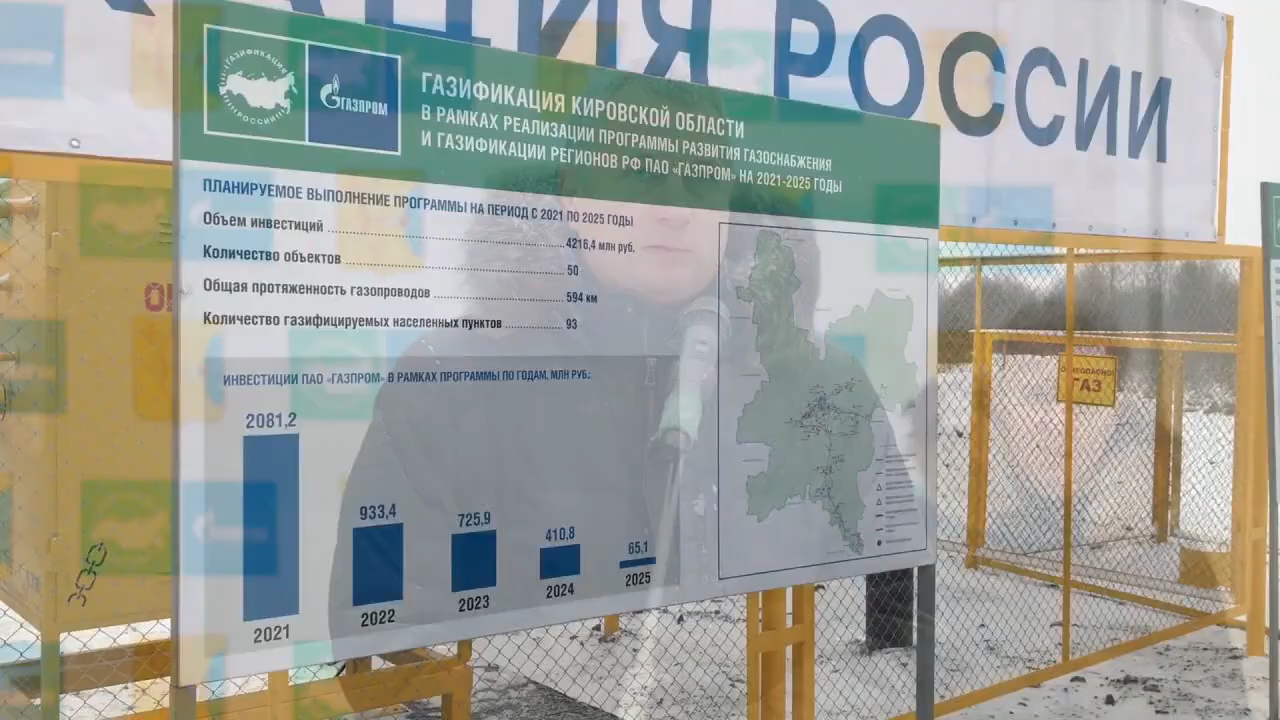 АЦИЯ РОССИИ
ГАЗИФИКАЦИЯ
РОССИИ
ГАЗПРОМ
ГАЗИФИКАЦИЯ КИРОВСКОЙ ОБЛАСТИ
В РАМКАХ РЕАЛИЗАЦИИ ПРОГРАММЫ РАЗВИТИЯ ГАЗОСНАБЖЕНИЯ
И ГАЗИФИКАЦИИ РЕГИОНОВ РФ ПАО «ГАЗПРОМ» НА 2021-2025 ГОДЫ
ПЛАНИРУЕМОЕ ВЫПОЛНЕНИЕ ПРОГРАММЫ НА ПЕРИОД С 2021 ПО 2025 ГОДЫ
Объем инвестиций ........ 4216,4 млн руб.
Количество объектов ........ 50
Общая протяженность газопроводов ........ 594 км
Количество газифицируемых населенных пунктов ........ 93
ИНВЕСТИЦИИ ПАО «ГАЗПРОМ» В РАМКАХ ПРОГРАММЫ ПО ГОДАМ, МЛН РУБ.:
2081,2 933,4 725,9 410,8 65,1
2021 2022 2023 2024 2025
ОГНЕОПАСНО
ГАЗ